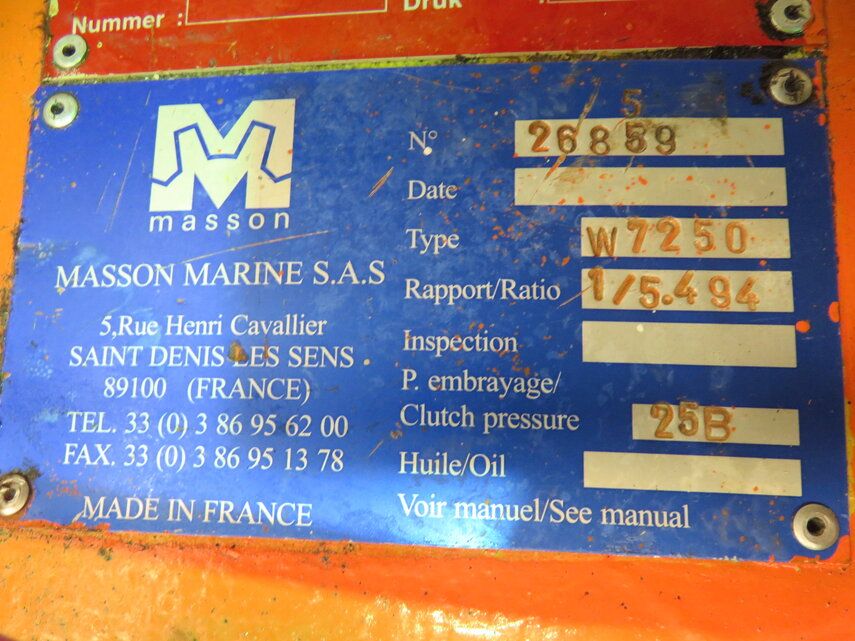 Nummer :
Druk :
masson
MASSON MARINE S.A.S
5,Rue Henri Cavallier
SAINT DENIS LES SENS
89100 (FRANCE)
TEL. 33 (0) 3 86 95 62 00
FAX. 33 (0) 3 86 95 13 78
MADE IN FRANCE
5
N° 26859
Date
Type W7250
Rapport/Ratio 1/5.494
Inspection
P. embrayage/
Clutch pressure 25B
Huile/Oil
Voir manuel/See manual